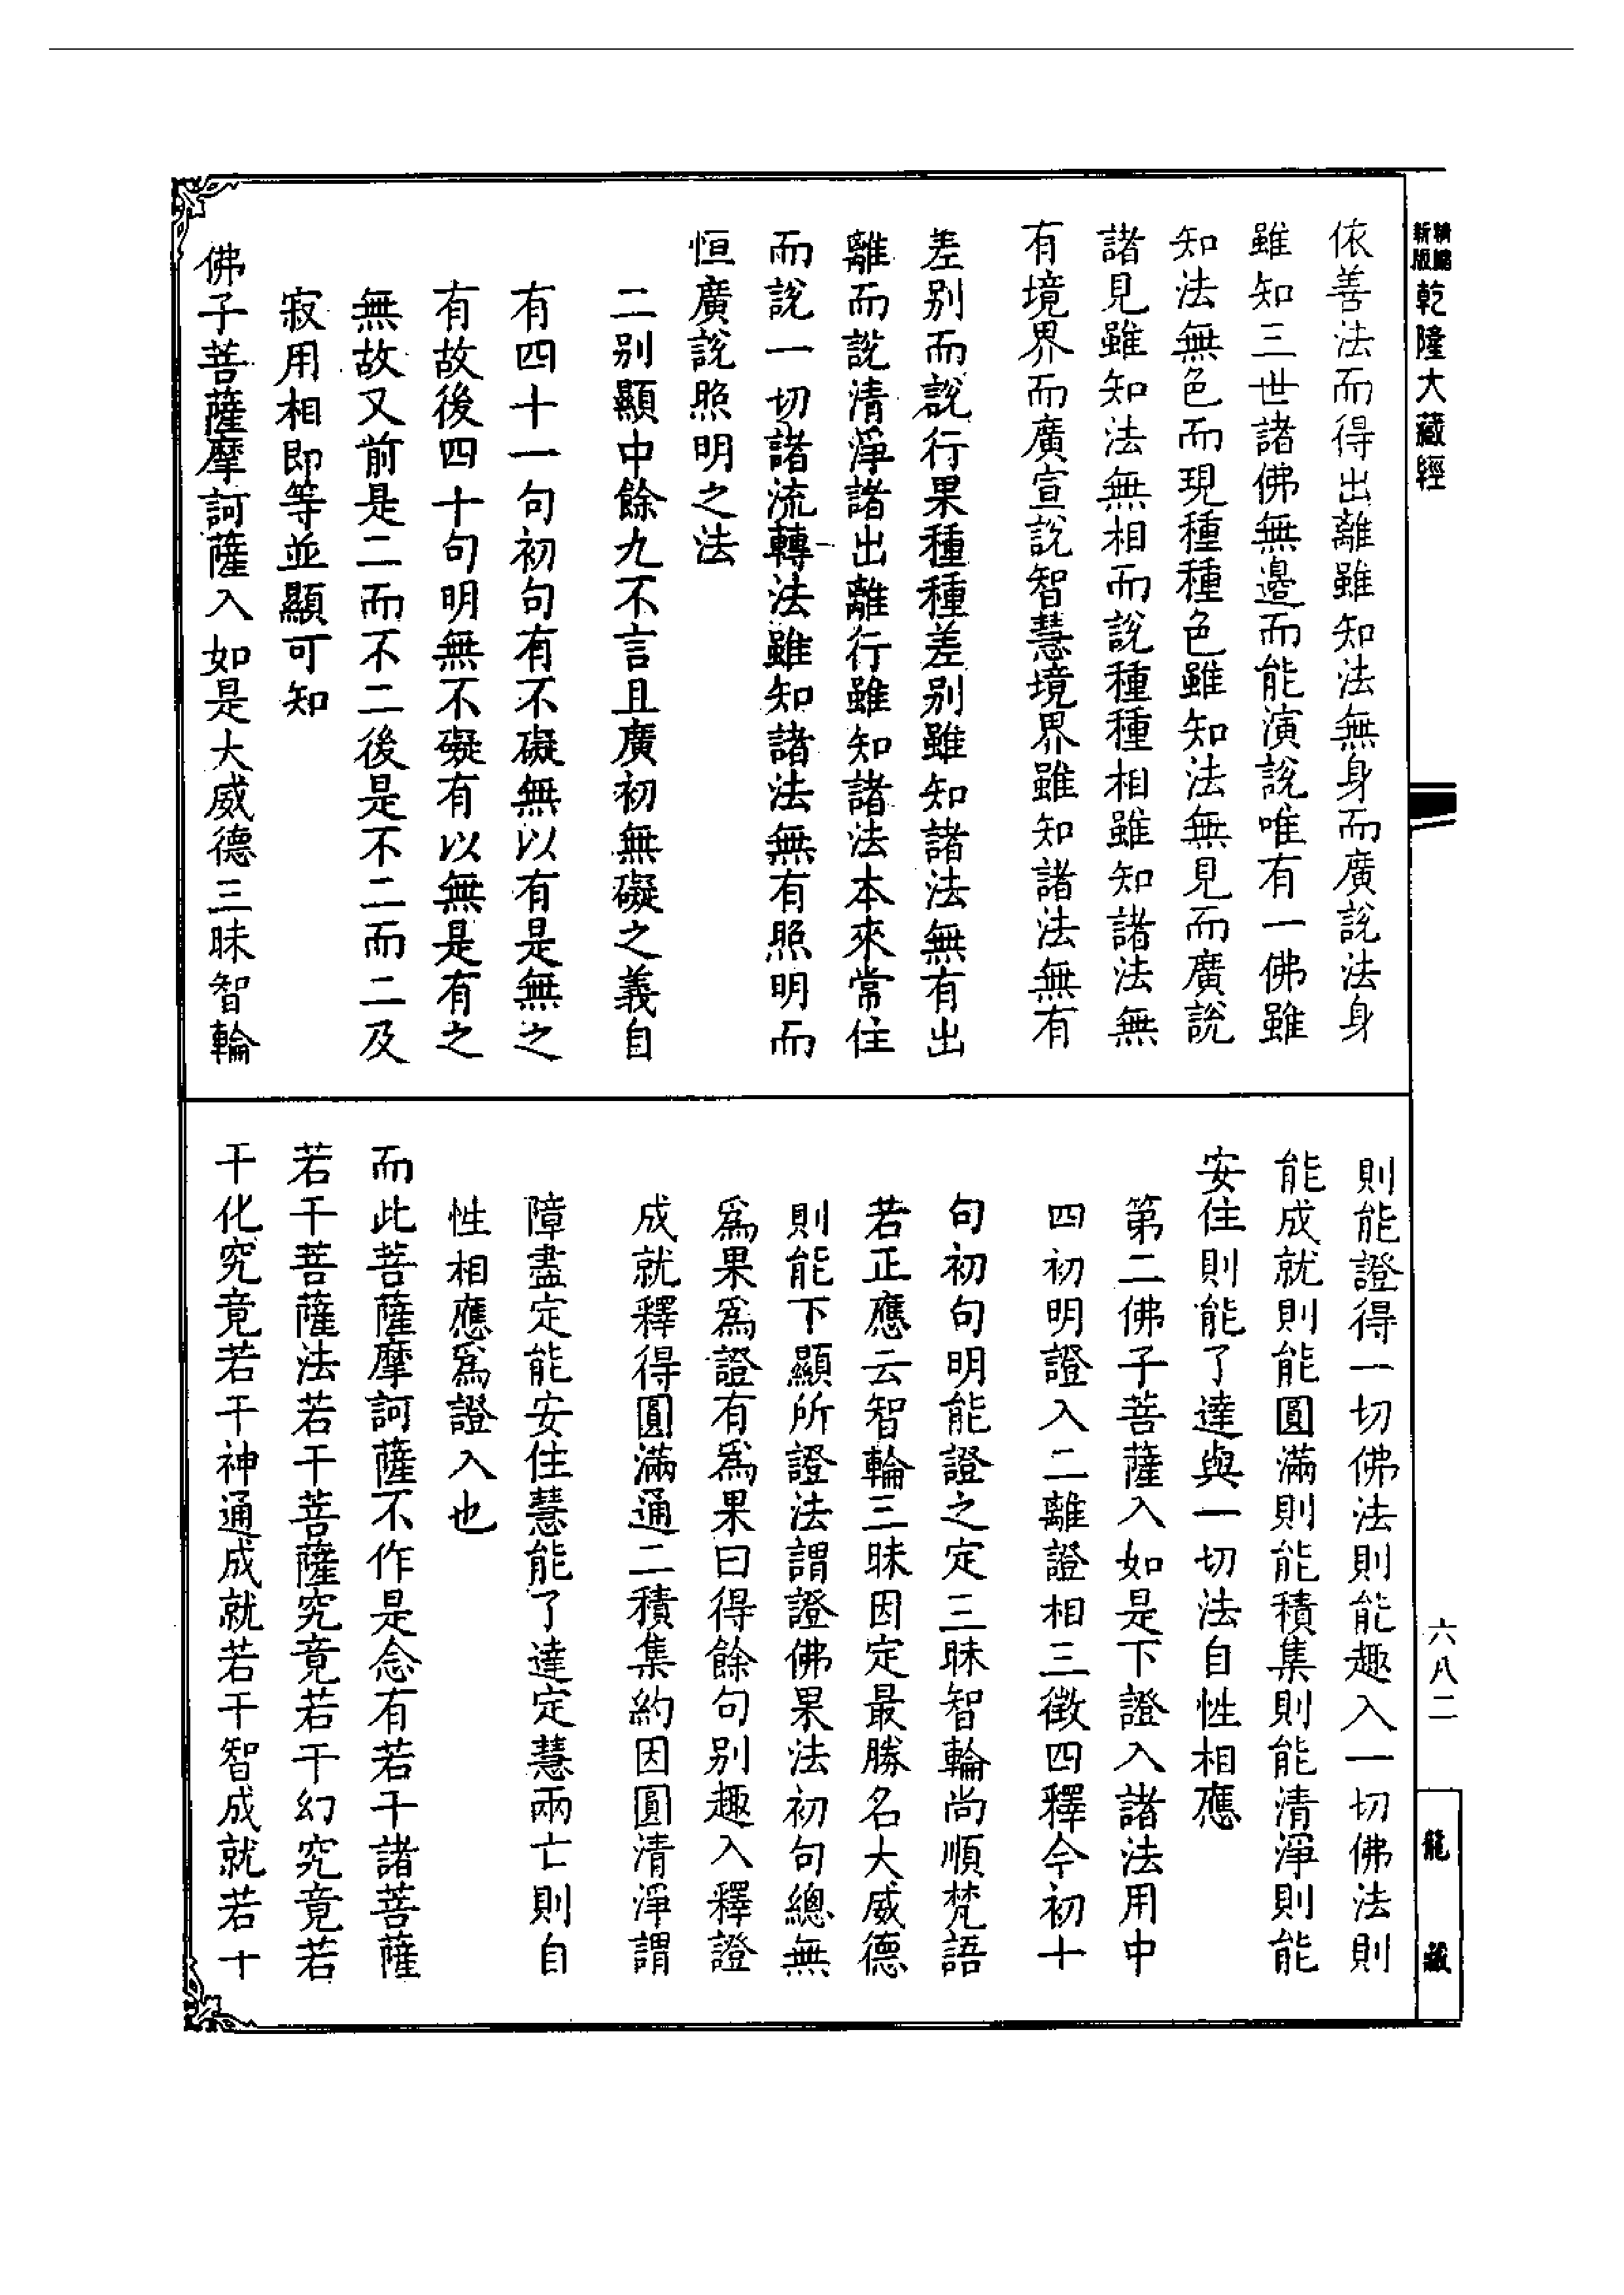 精編新版乾隆大藏經
依善法而得出離雖知法無身而廣說法身
雖知三世諸佛無邊而能演說唯有一佛雖
知法無色而現種種色雖知法無見而廣說
諸見雖知法無相而說種種相雖知諸法無
有境界而廣宣說智慧境界雖知諸法無有
差别而說行果種種差别雖知諸法無有出
離而說清淨諸出離行雖知諸法本來常住
而說一切諸流轉法雖知諸法無有照明而
恒廣說照明之法
二别顯中餘九不言且廣初無礙之義自
有四十一句初句有不礙無以有是無之
有故後四十句明無不礙有以無是有之
無故又前是二而不二後是不二而二及
寂用相即等並顯可知
佛子菩薩摩訶薩入如是大威德三昧智輪
則能證得一切佛法則能趣入一切佛法則
能成就則能圓滿則能積集則能清淨則能
安住則能了達與一切法自性相應
第二佛子菩薩入如是下證入諸法用中
四初明證入二離證相三徵四釋今初十
句初句明能證之定三昧智輪尚順梵語
若正應云智輪三昧因定最勝名大威德
則能下顯所證法謂證佛果法初句總無
爲果爲證有爲果曰得餘句别趣入釋證
成就釋得圓滿通二積集約因圓清淨謂
障盡定能安住慧能了達定慧兩亡則自
性相應爲證入也
而此菩薩摩訶薩不作是念有若干諸菩薩
若干菩薩法若干菩薩究竟若干幻究竟若
干化究竟若干神通成就若干智成就若干
六八二
龍藏